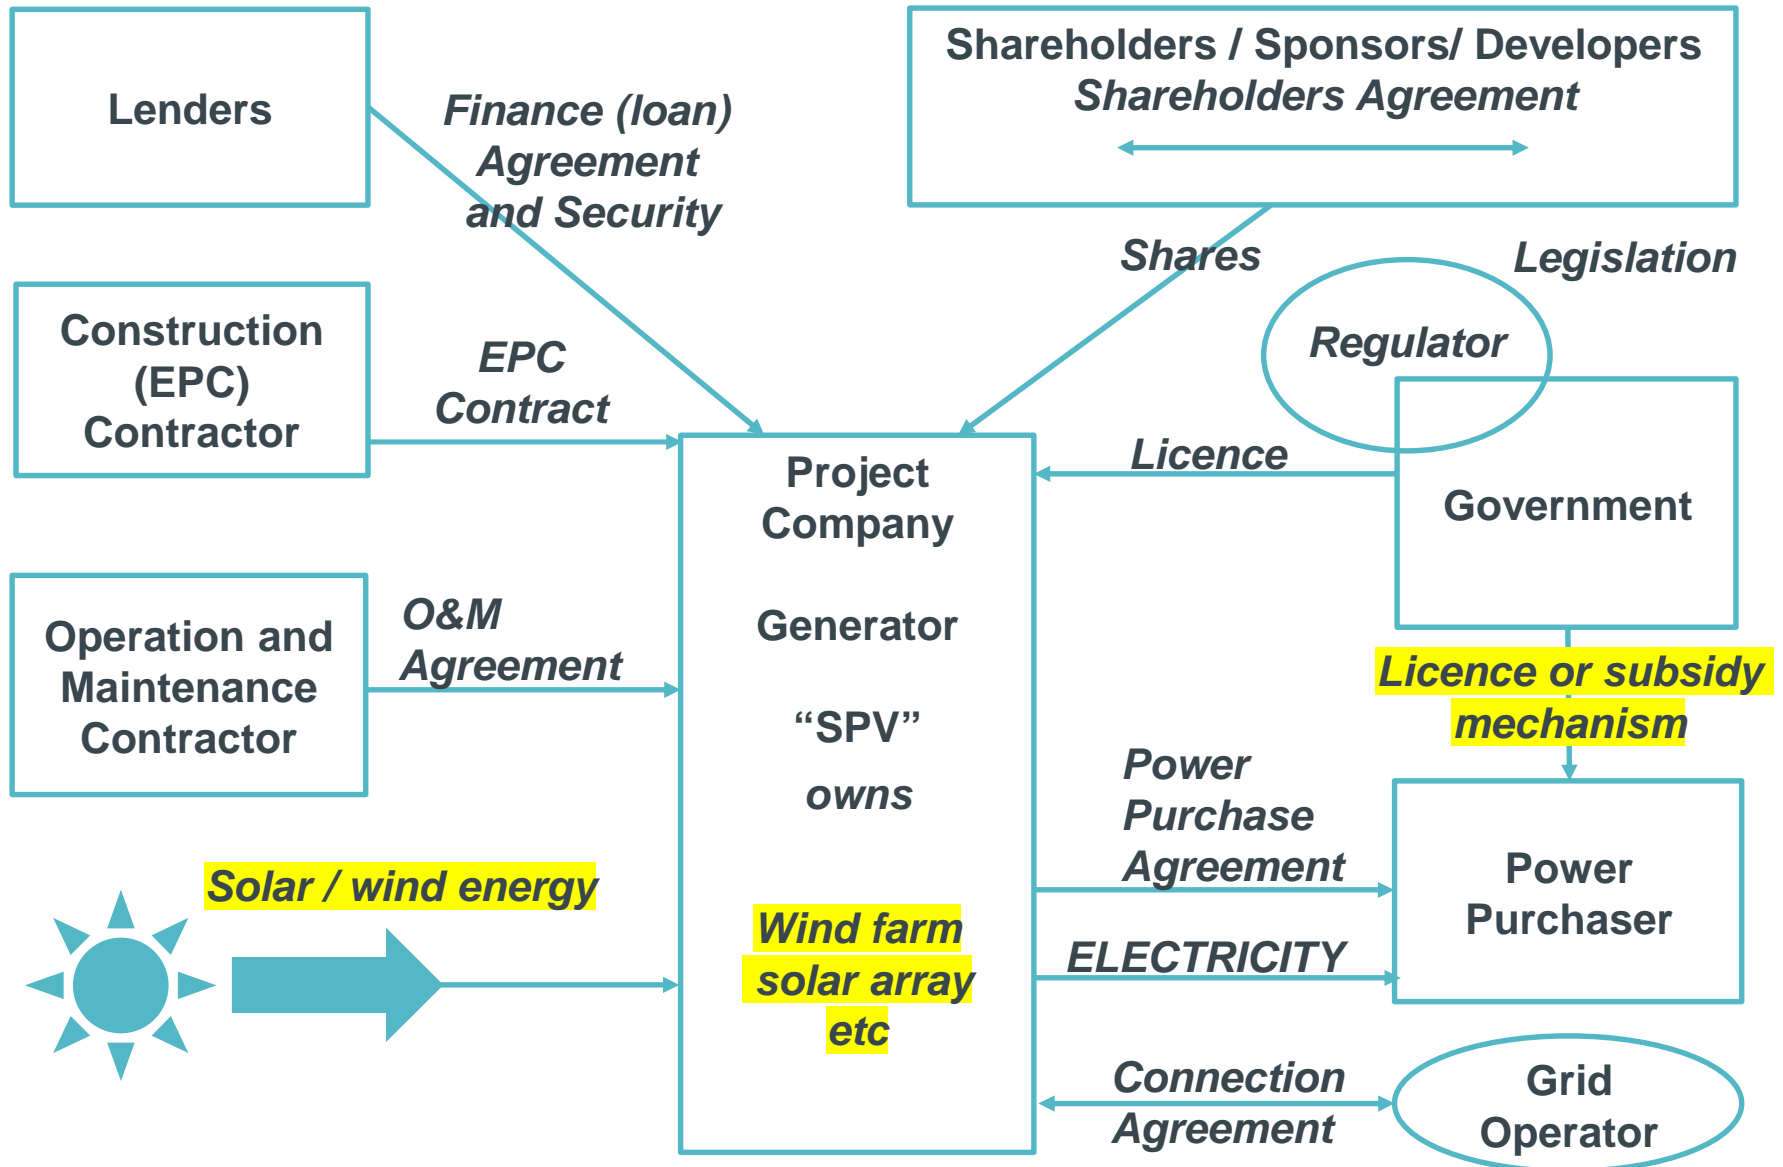 Lenders
Finance (loan)
Agreement
and Security
Shareholders / Sponsors/ Developers
Shareholders Agreement
Shares
Legislation
Regulator
Construction
(EPC)
Contractor
EPC
Contract
Licence
Government
Project
Company
Generator
“SPV”
owns
Wind farm
solar array
etc
Operation and
Maintenance
Contractor
O&M
Agreement
Licence or subsidy
mechanism
Power
Purchase
Agreement
Power
Purchaser
Solar / wind energy
ELECTRICITY
Connection
Agreement
Grid
Operator